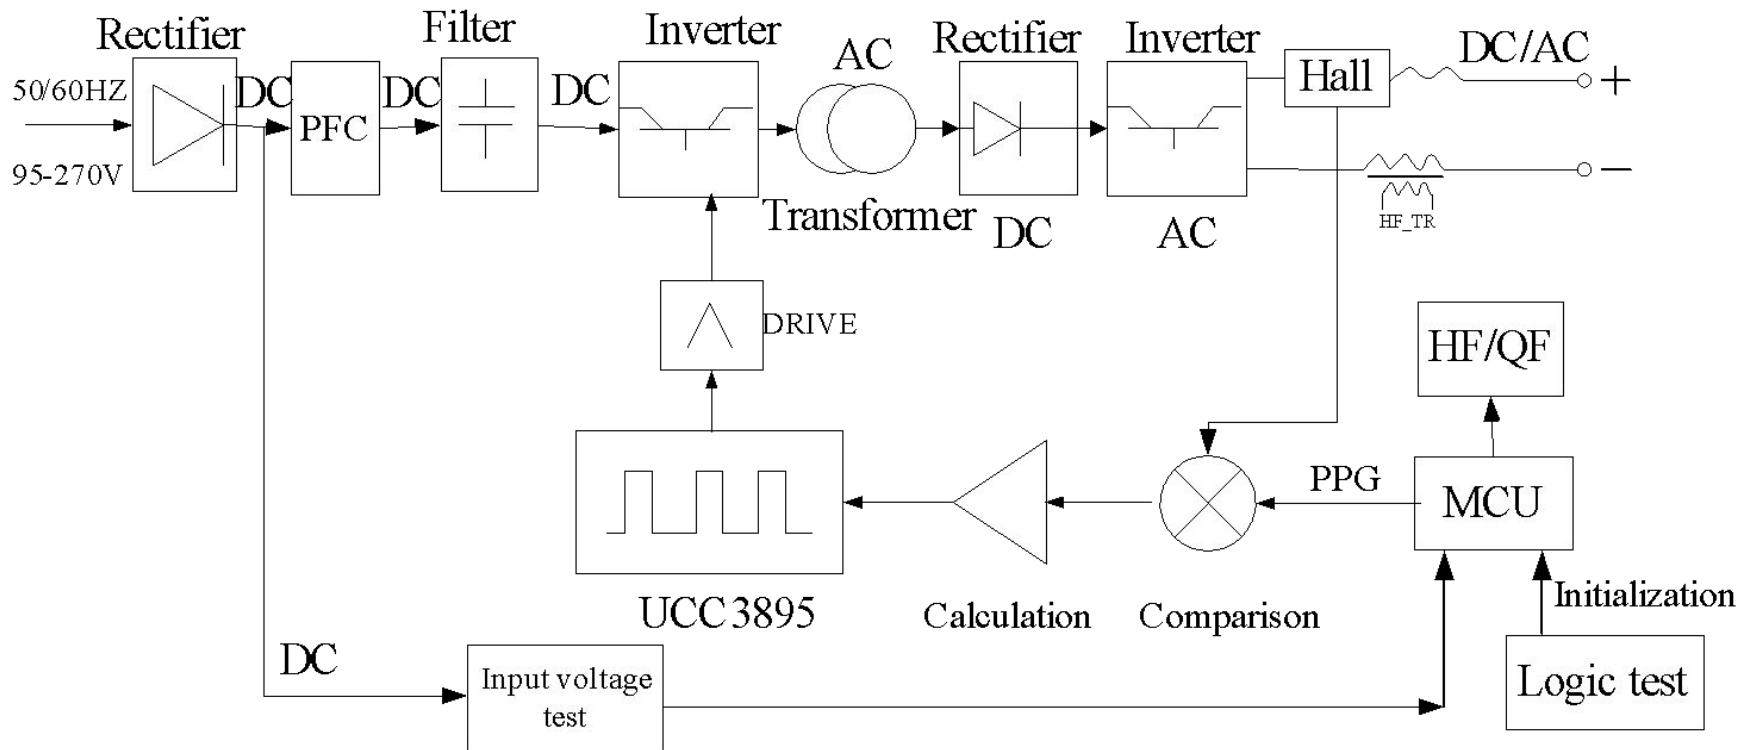 Rectifier
Filter
Inverter
AC
Rectifier
Inverter
DC/AC
50/60HZ
DC
DC
DC
Hall
+
PFC
95-270V
−
Transformer
DC
AC
HF_TR
DRIVE
HF/QF
PPG
MCU
UCC3895
Calculation
Comparison
Initialization
DC
Input voltage
test
Logic test